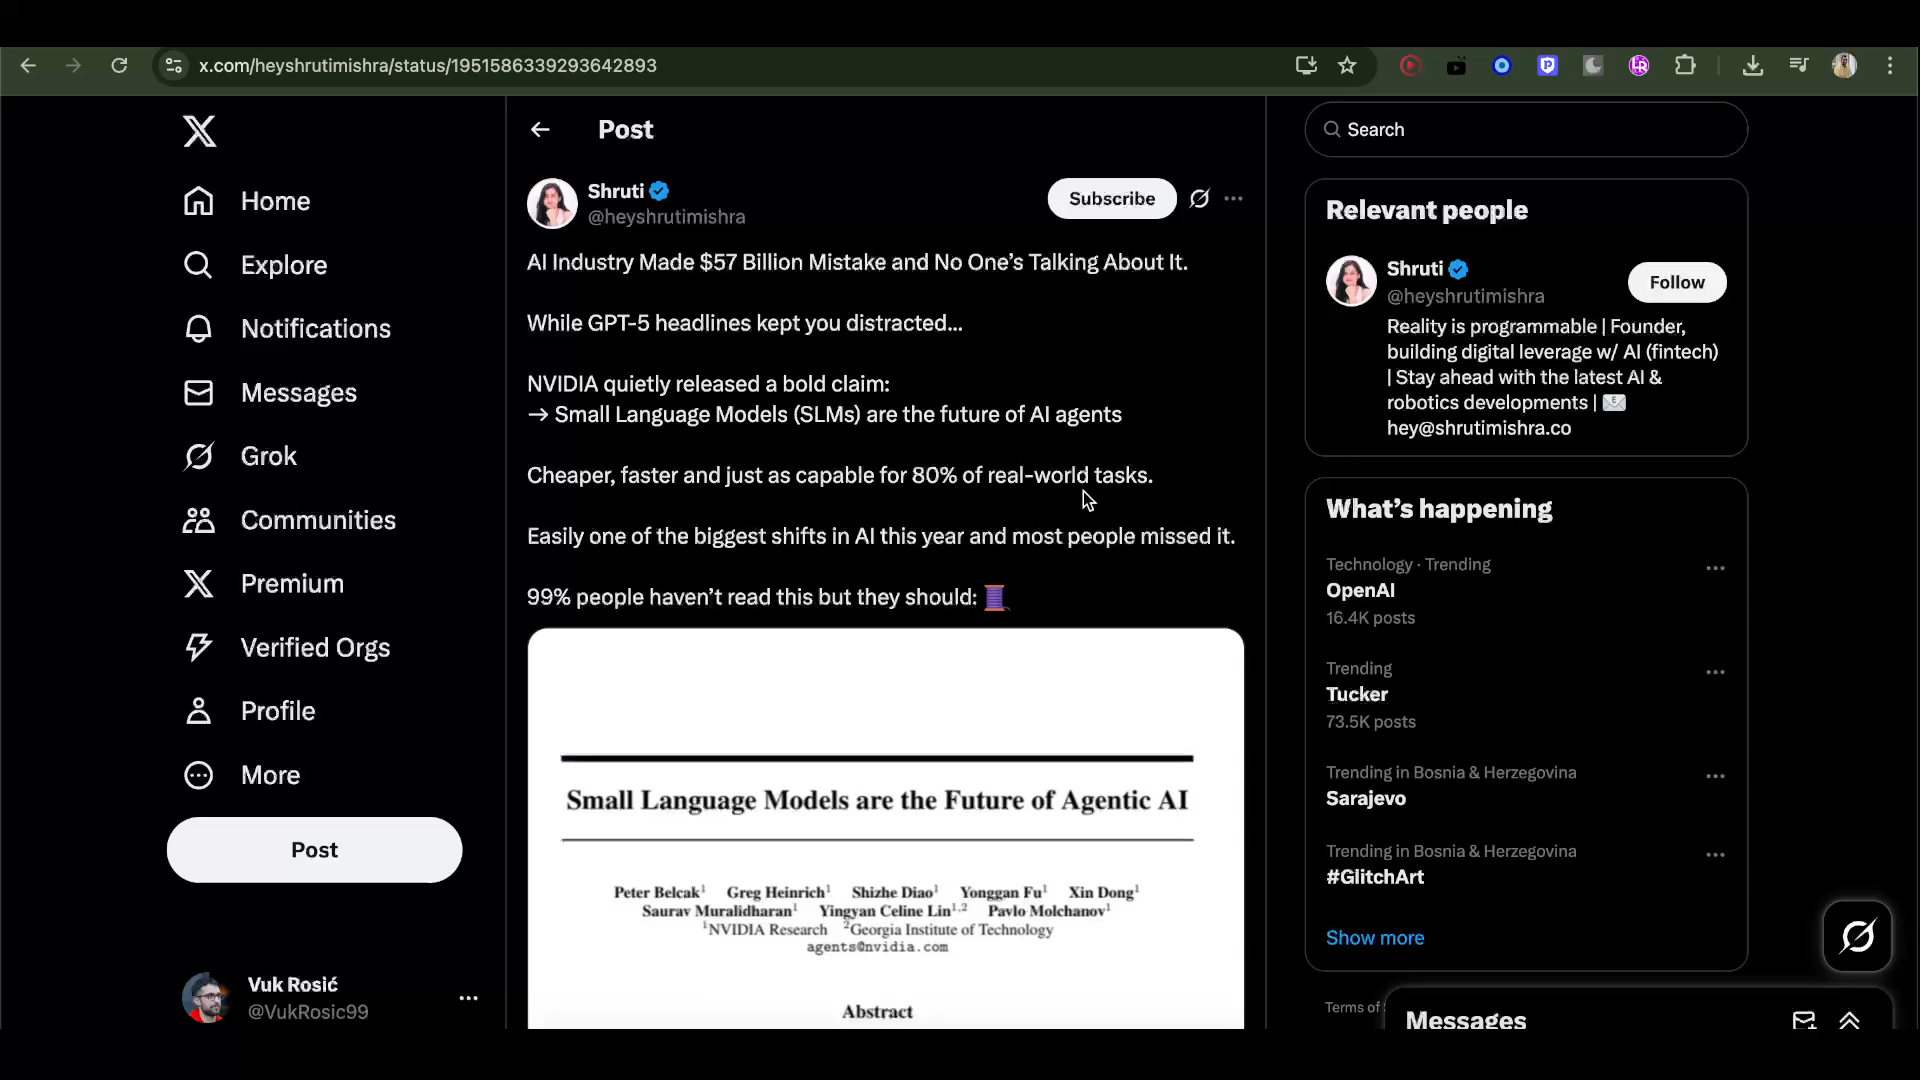 x.com/heyshrutimishra/status/1951586339293642893
Home
Explore
Notifications
Messages
Grok
Communities
Premium
Verified Orgs
Profile
More
Post
Vuk Rosić
@VukRosic99
Post
Shruti
@heyshrutimishra
Subscribe
AI Industry Made $57 Billion Mistake and No One’s Talking About It.
While GPT-5 headlines kept you distracted...
NVIDIA quietly released a bold claim:
→ Small Language Models (SLMs) are the future of AI agents
Cheaper, faster and just as capable for 80% of real-world tasks.
Easily one of the biggest shifts in AI this year and most people missed it.
99% people haven’t read this but they should:
Small Language Models are the Future of Agentic AI
Peter Belcak¹ Greg Heinrich¹ Shizhe Diao¹ Yonggan Fu¹ Xin Dong¹
Saurav Muralidharan¹ Yingyan Celine Lin¹,² Pavlo Molchanov¹
¹NVIDIA Research ²Georgia Institute of Technology
agents@nvidia.com
Abstract
Search
Relevant people
Shruti
@heyshrutimishra
Follow
Reality is programmable | Founder,
building digital leverage w/ AI (fintech)
| Stay ahead with the latest AI &
robotics developments |
hey@shrutimishra.co
What’s happening
Technology · Trending
OpenAI
16.4K posts
Trending
Tucker
73.5K posts
Trending in Bosnia & Herzegovina
Sarajevo
Trending in Bosnia & Herzegovina
#GlitchArt
Show more
Terms of
Messages